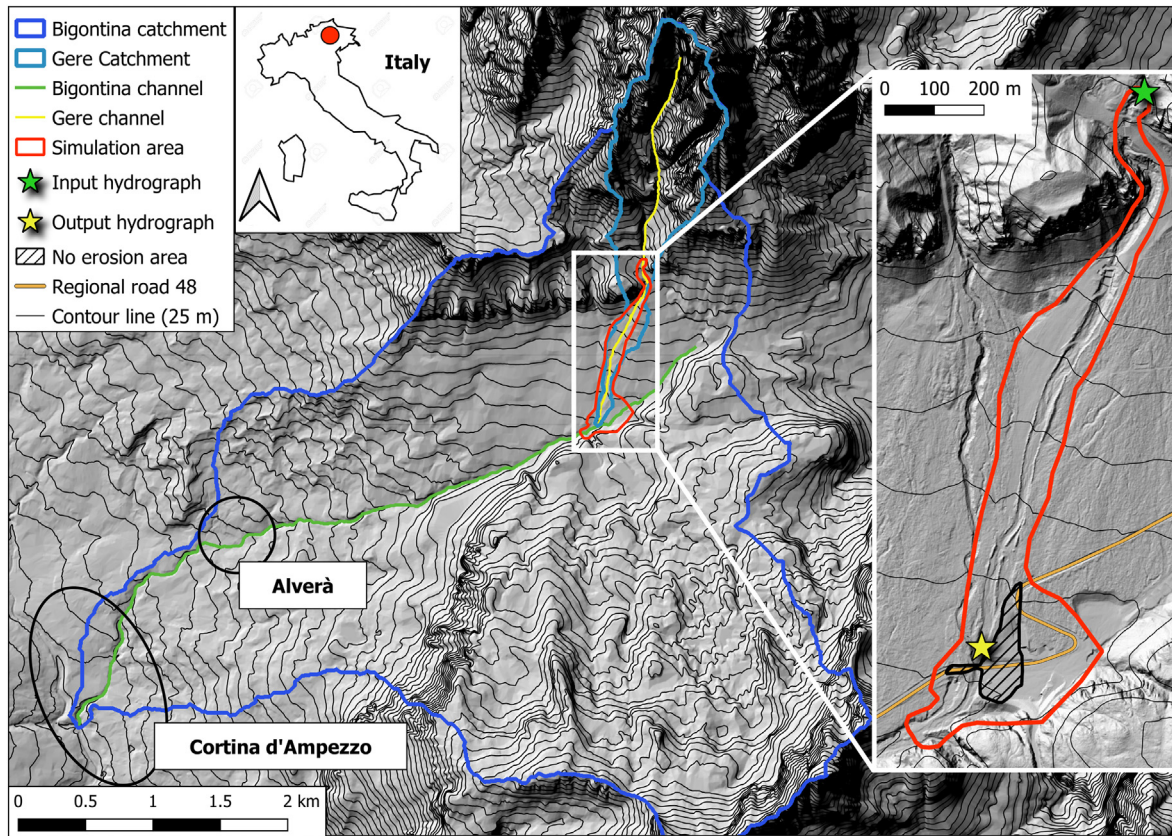 Bigontina catchment
Gere Catchment
Bigontina channel
Gere channel
Simulation area
Input hydrograph
Output hydrograph
No erosion area
Regional road 48
Contour line (25 m)
Italy
0 100 200 m
Alverà
Cortina d'Ampezzo
0 0.5 1 1.5 2 km